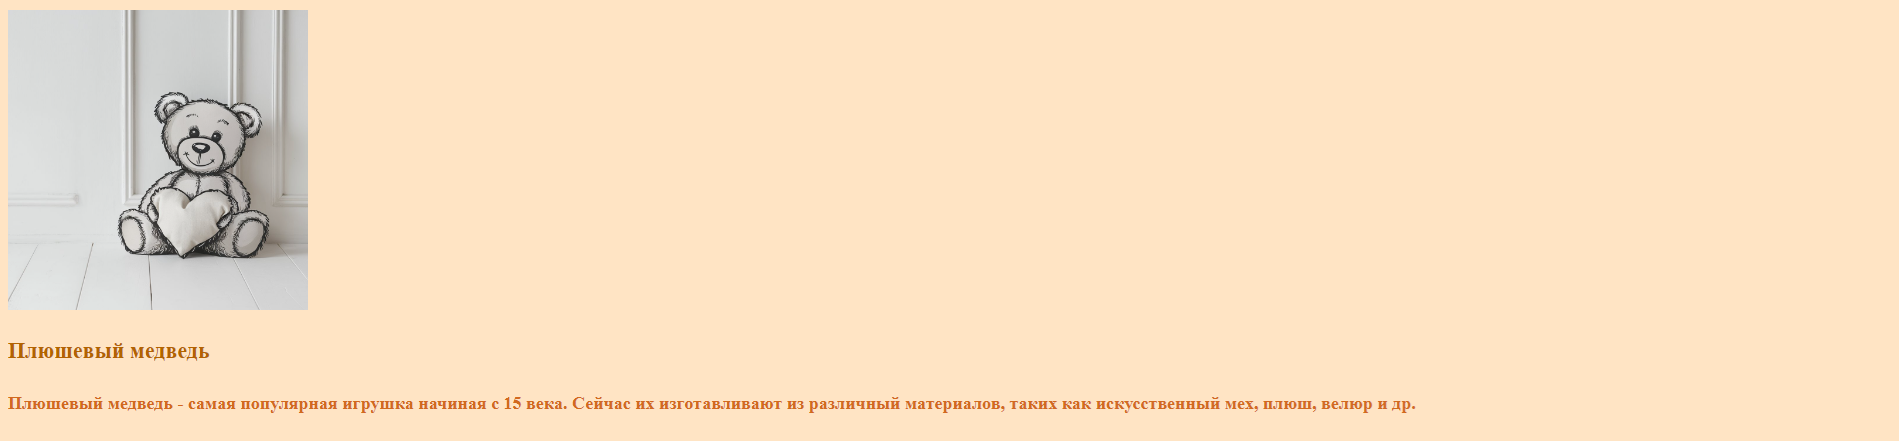 Плюшевый медведь
Плюшевый медведь - самая популярная игрушка начиная с 15 века. Сейчас их изготавливают из различный материалов, таких как искусственный мех, плюш, велюр и др.